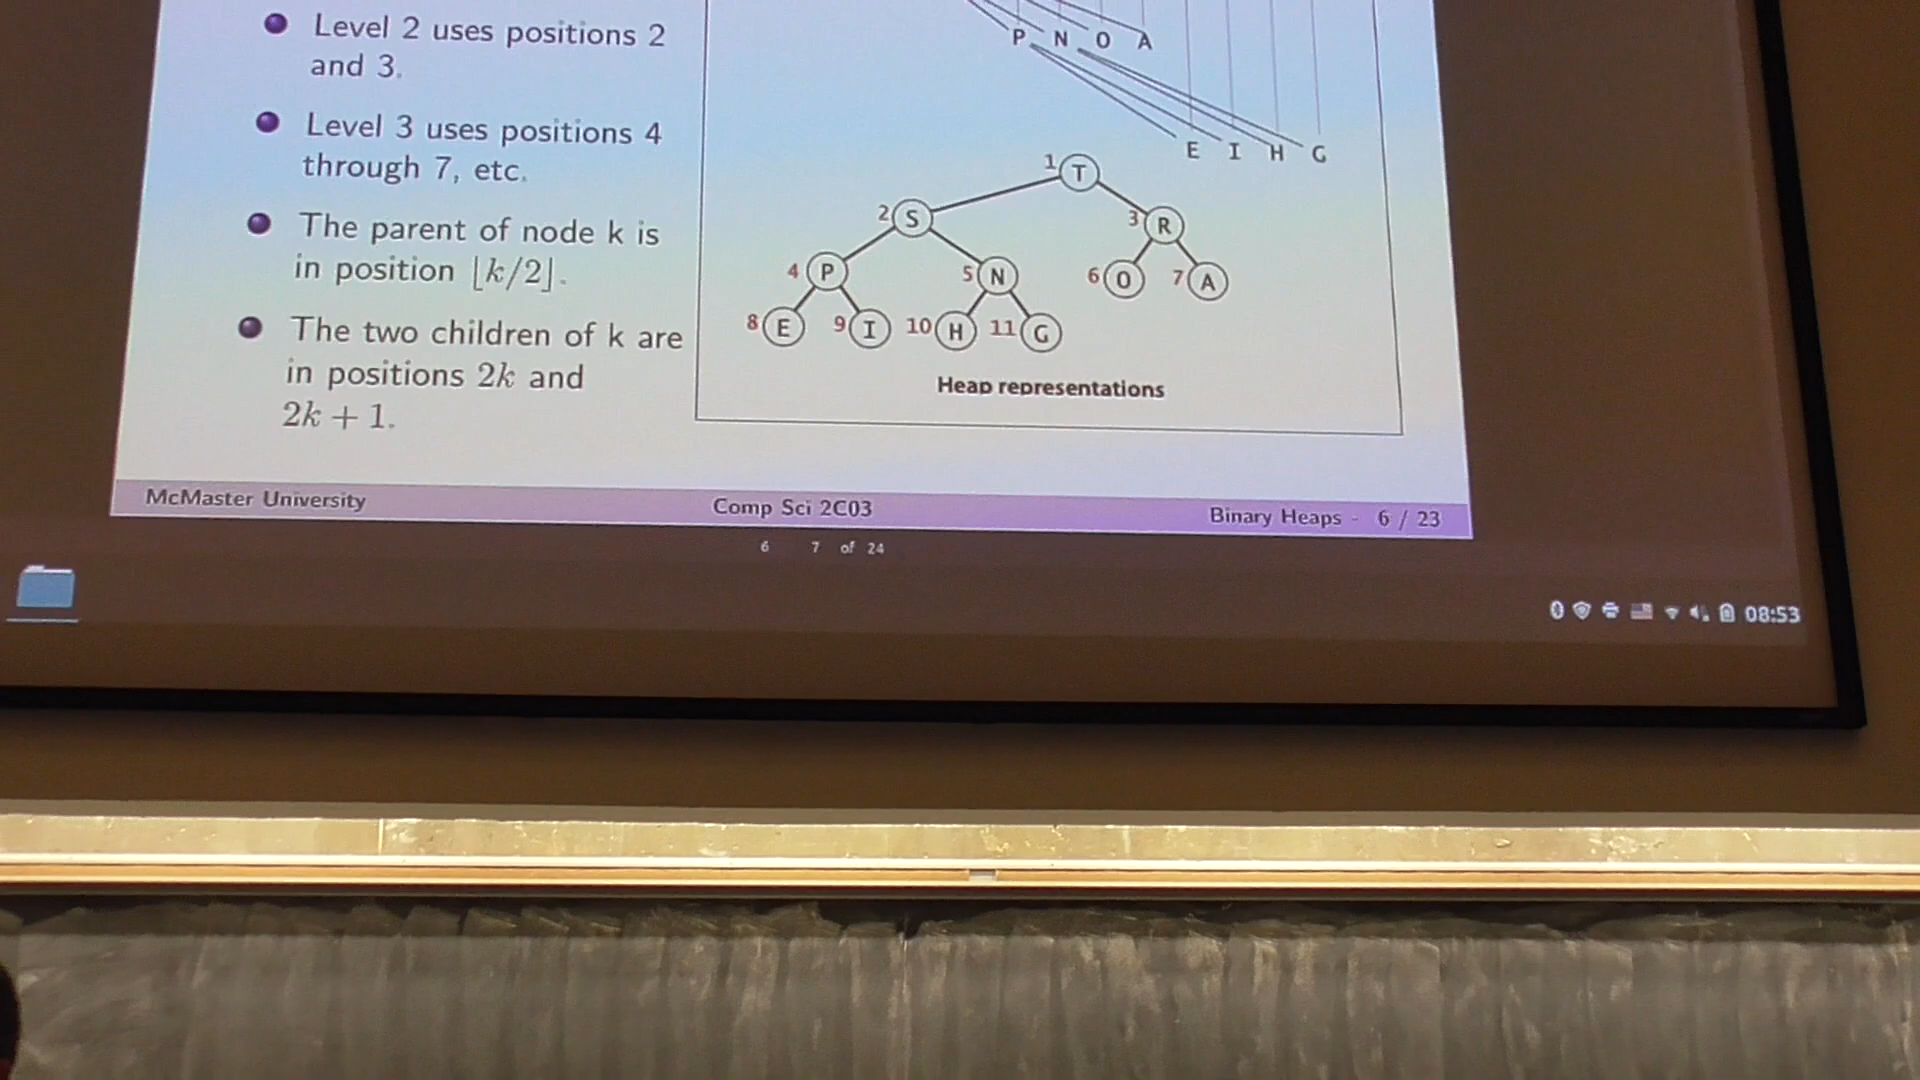 Level 2 uses positions 2
and 3.
Level 3 uses positions 4
through 7, etc.
The parent of node k is
in position ⌊k/2⌋.
The two children of k are
in positions 2k and
2k + 1.
P N O A
E I H G
1 T
2 S 3 R
4 P 5 N 6 O 7 A
8 E 9 I 10 H 11 G
Heap representations
McMaster University Comp Sci 2C03 Binary Heaps - 6 / 23
6 7 of 24
08:53